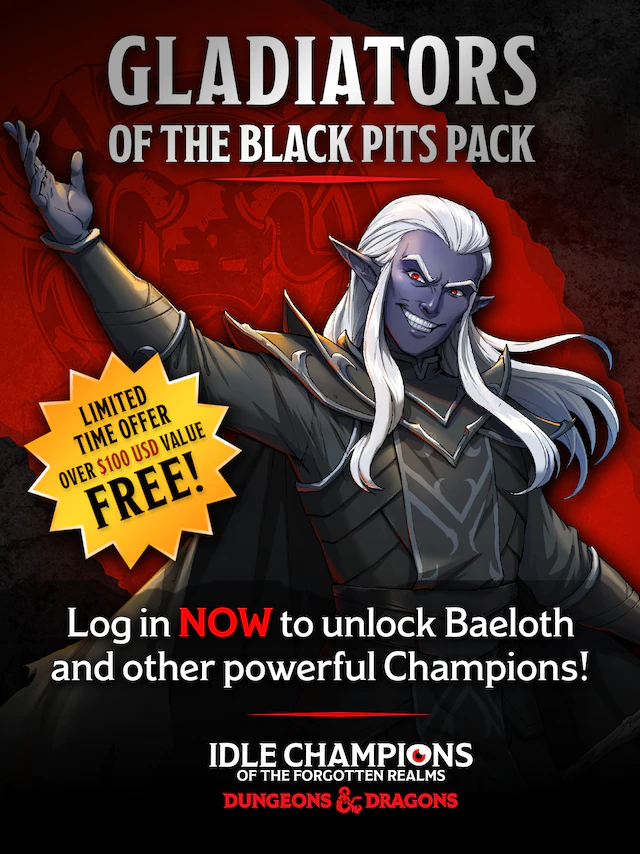 GLADIATORS
OF THE BLACK PITS PACK
LIMITED
TIME OFFER
OVER $100 USD VALUE
FREE!
Log in NOW to unlock Baeloth
and other powerful Champions!
IDLE CHAMPIONS
OF THE FORGOTTEN REALMS
DUNGEONS & DRAGONS